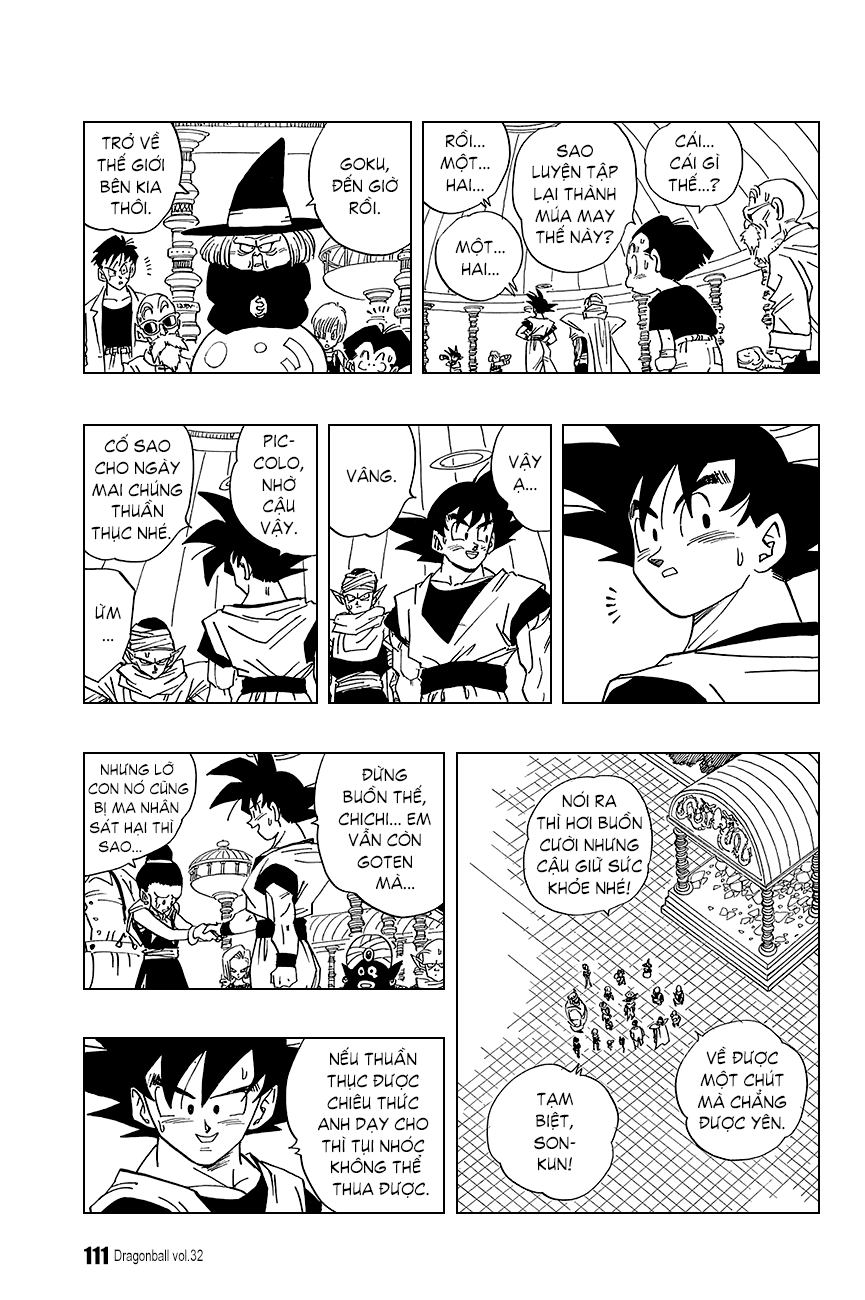 CÁI...
CÁI GÌ
THẾ...?
SAO
LUYỆN TẬP
LẠI THÀNH
MÚA MAY
THẾ NÀY?
RỒI...
MỘT...
HAI...
MỘT...
HAI...
GOKU,
ĐẾN GIỜ
RỒI.
TRỞ VỀ
THẾ GIỚI
BÊN KIA
THÔI.
VẬY
Ạ...
VÂNG.
PIC-
COLO,
NHỜ
CẬU
VẬY.
CỐ SAO
CHO NGÀY
MAI CHÚNG
THUẦN
THỤC NHÉ.
ỪM
...
NÓI RA
THÌ HƠI BUỒN
CƯỜI NHƯNG
CẬU GIỮ SỨC
KHỎE NHÉ!
VỀ ĐƯỢC
MỘT CHÚT
MÀ CHẲNG
ĐƯỢC YÊN.
TẠM
BIỆT,
SON-
KUN!
ĐỪNG
BUỒN THẾ,
CHICHI... EM
VẪN CÒN
GOTEN
MÀ...
NHƯNG LỠ
CON NÓ CŨNG
BỊ MA NHÂN
SÁT HẠI THÌ
SAO...
NẾU THUẦN
THỤC ĐƯỢC
CHIÊU THỨC
ANH DẠY CHO
THÌ TỤI NHÓC
KHÔNG THỂ
THUA ĐƯỢC.
111 Dragonball vol.32